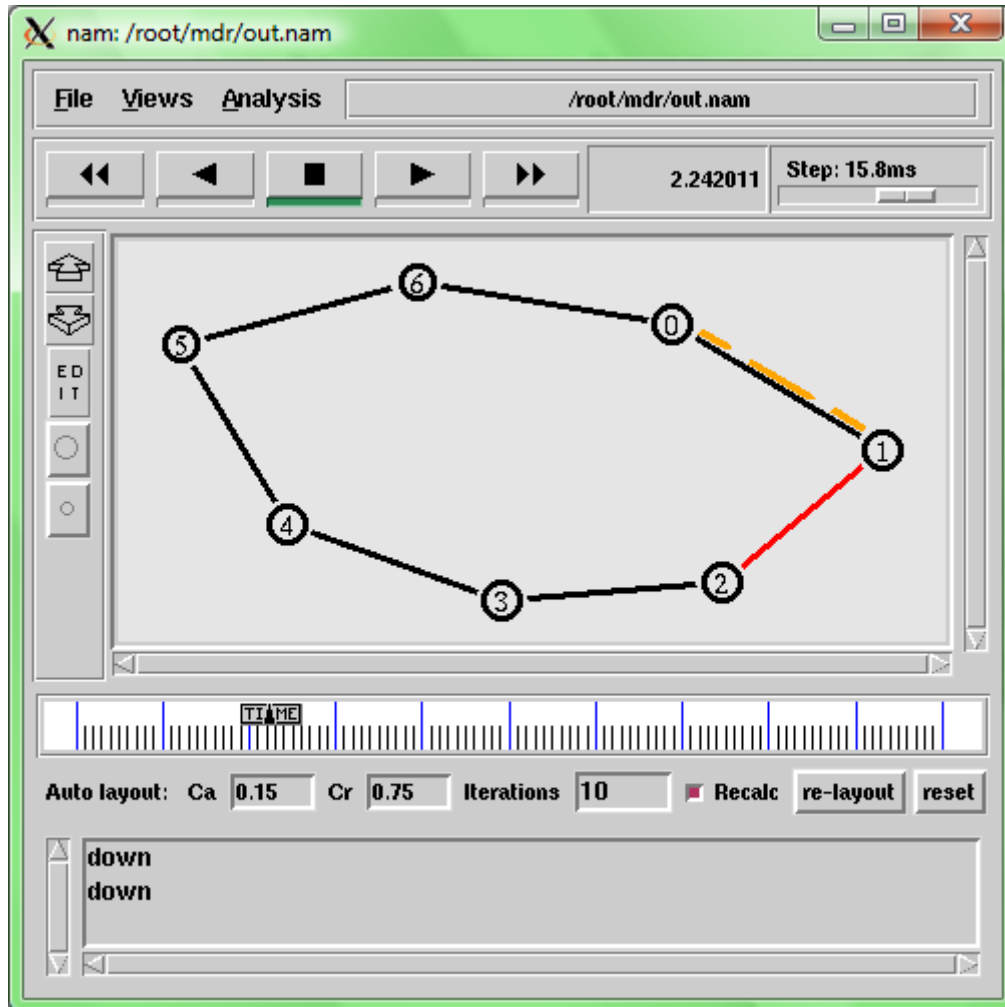 nam: /root/mdr/out.nam
File Views Analysis /root/mdr/out.nam
2.242011 Step: 15.8ms
6
0
5
ED
IT
1
4
2
3
TIME
Auto layout: Ca 0.15 Cr 0.75 Iterations 10 Recalc re-layout reset
down
down